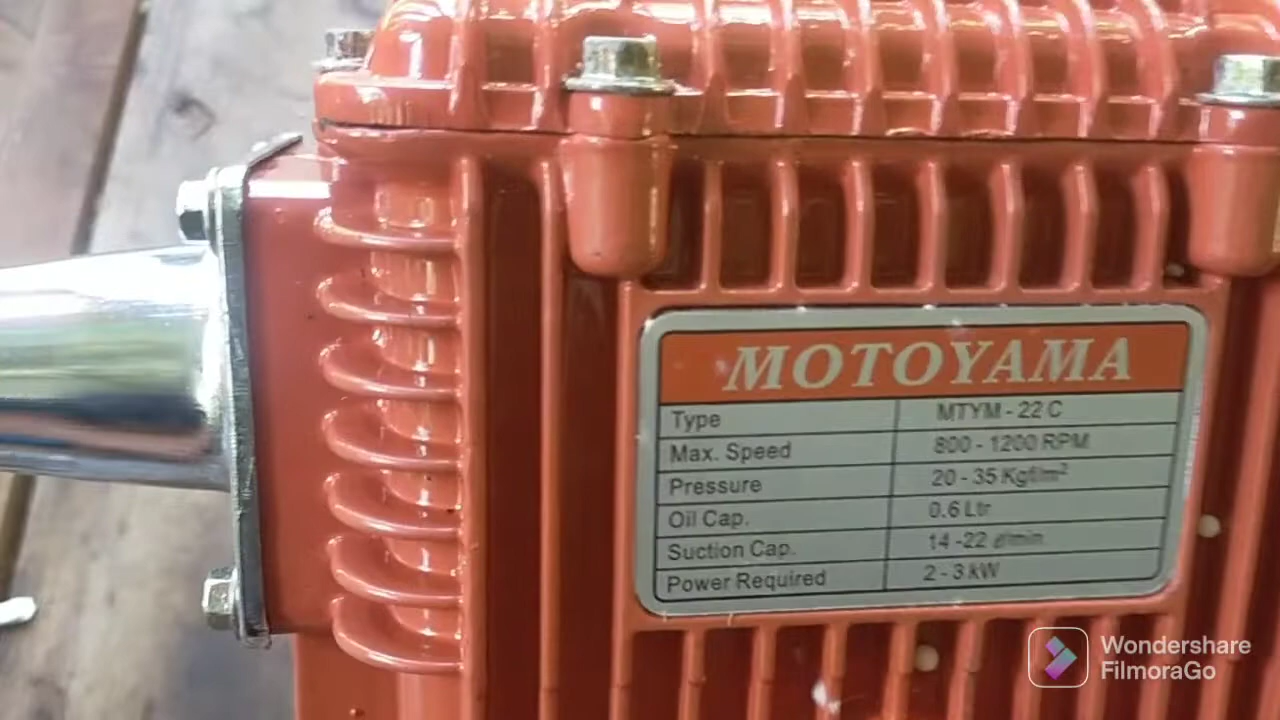 MOTOYAMA
Type MTYM - 22 C
Max. Speed 800 - 1200 RPM
Pressure 20 - 35 Kgf/m²
Oil Cap. 0.6 Ltr
Suction Cap. 14 -22
Power Required 2 - 3 kW
Wondershare
FilmoraGo